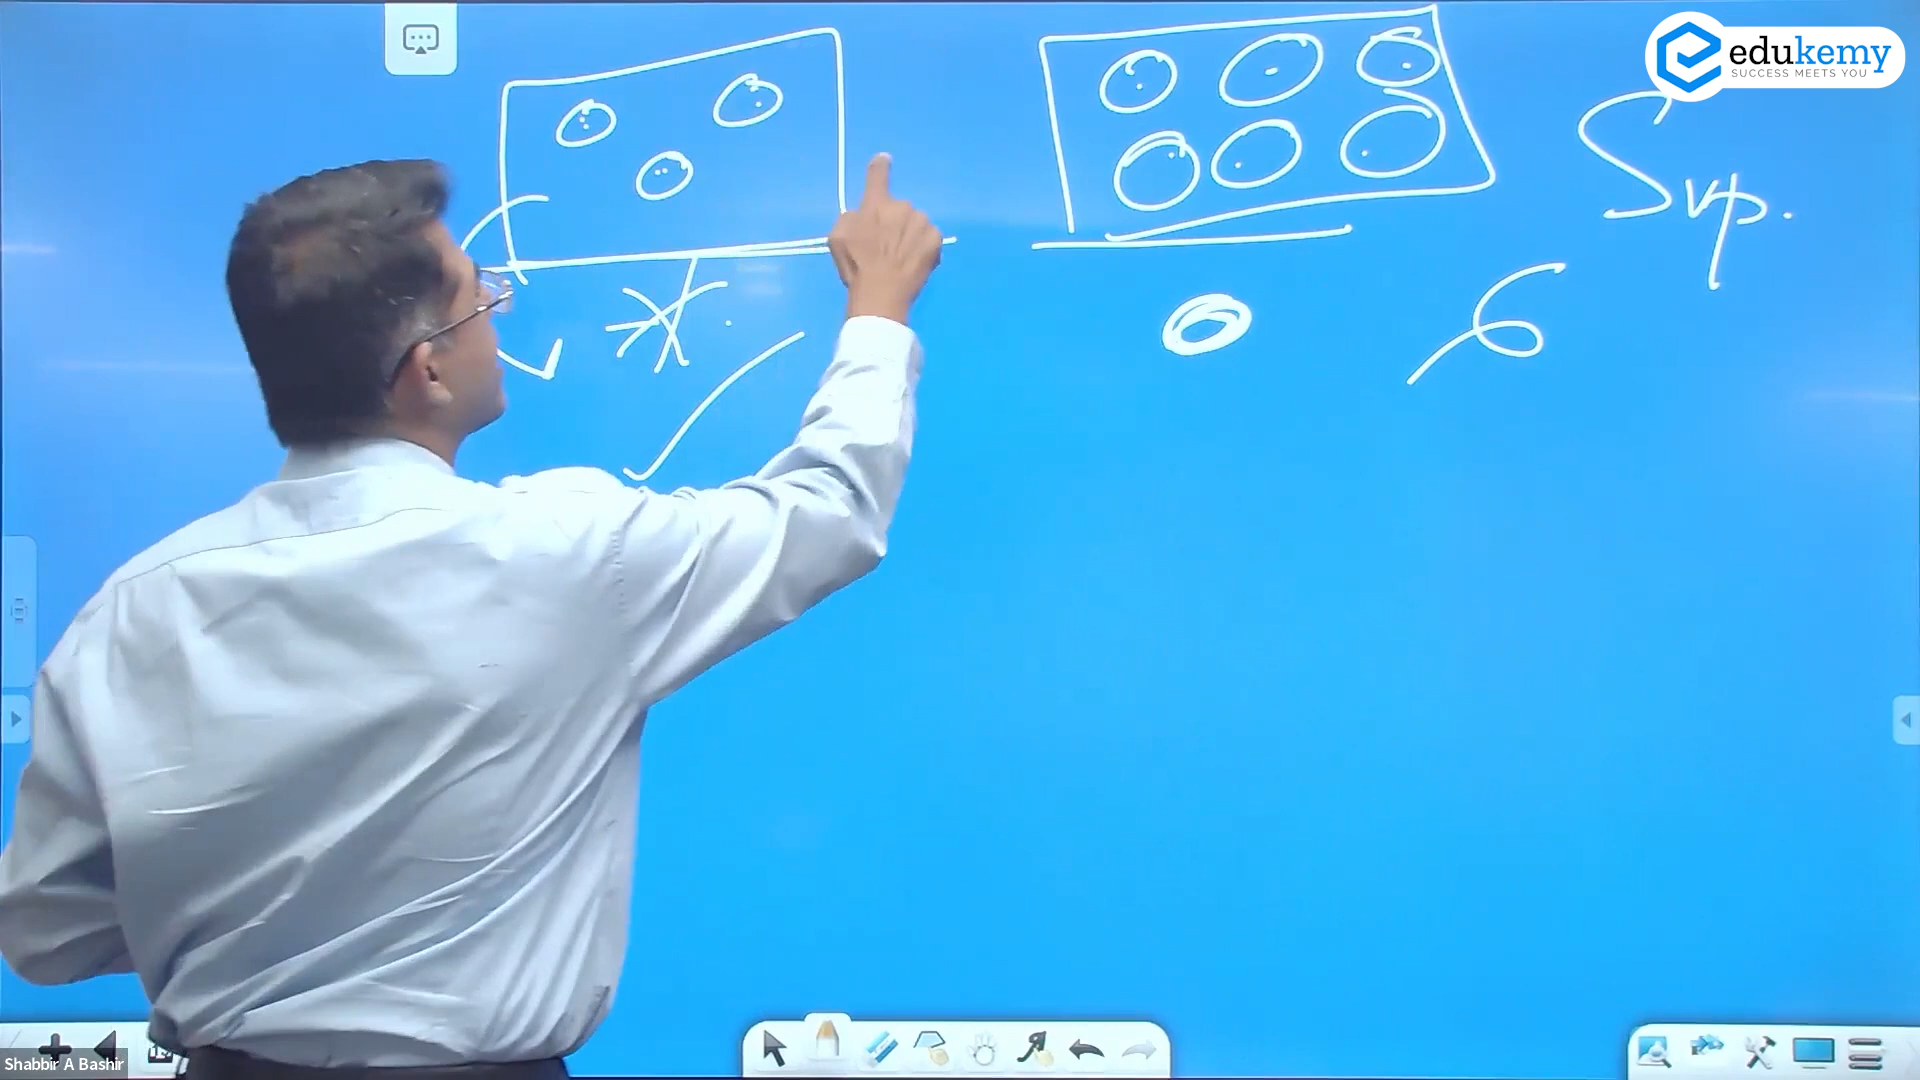 edukemy
SUCCESS MEETS YOU
Sup.
6
Shabbir A Bashir